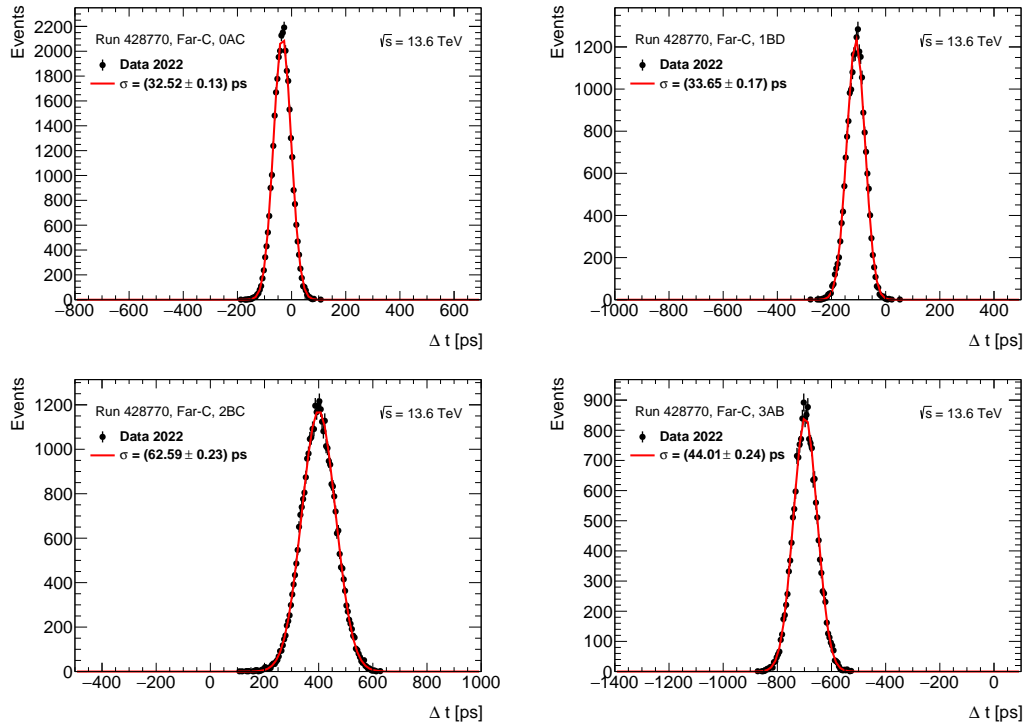 Events
2200
2000
1800
1600
1400
1200
1000
800
600
400
200
0
Run 428770, Far-C, 0AC
√s = 13.6 TeV
Data 2022
σ = (32.52 ± 0.13) ps
−800 −600 −400 −200 0 200 400 600
Δ t [ps]
Events
1200
1000
800
600
400
200
0
Run 428770, Far-C, 1BD
√s = 13.6 TeV
Data 2022
σ = (33.65 ± 0.17) ps
−1000 −800 −600 −400 −200 0 200 400
Δ t [ps]
Events
1200
1000
800
600
400
200
0
Run 428770, Far-C, 2BC
√s = 13.6 TeV
Data 2022
σ = (62.59 ± 0.23) ps
−400 −200 0 200 400 600 800 1000
Δ t [ps]
Events
900
800
700
600
500
400
300
200
100
0
Run 428770, Far-C, 3AB
√s = 13.6 TeV
Data 2022
σ = (44.01 ± 0.24) ps
−1400 −1200 −1000 −800 −600 −400 −200 0
Δ t [ps]